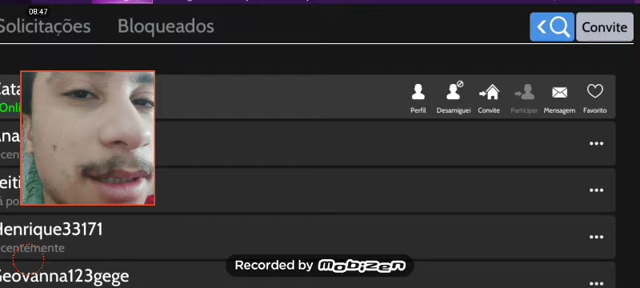 08:47
Solicitações Bloqueados Convite
Perfil Desamiguei Convite Participar Mensagem Favorito
Henrique33171
ecentemente
Geovanna123gege
Recorded by MOBIZEN